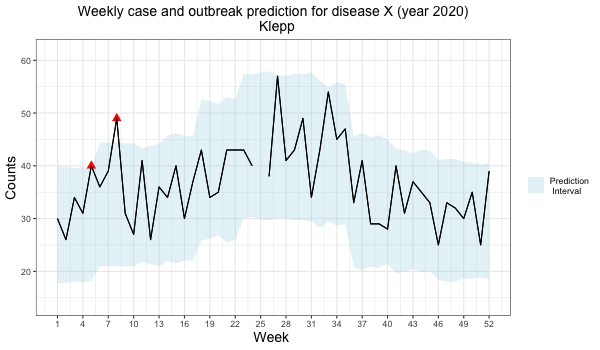 Weekly case and outbreak prediction for disease X (year 2020)
Klepp
60
50
40
30
20
Counts
1 4 7 10 13 16 19 22 25 28 31 34 37 40 43 46 49 52
Week
Prediction
Interval